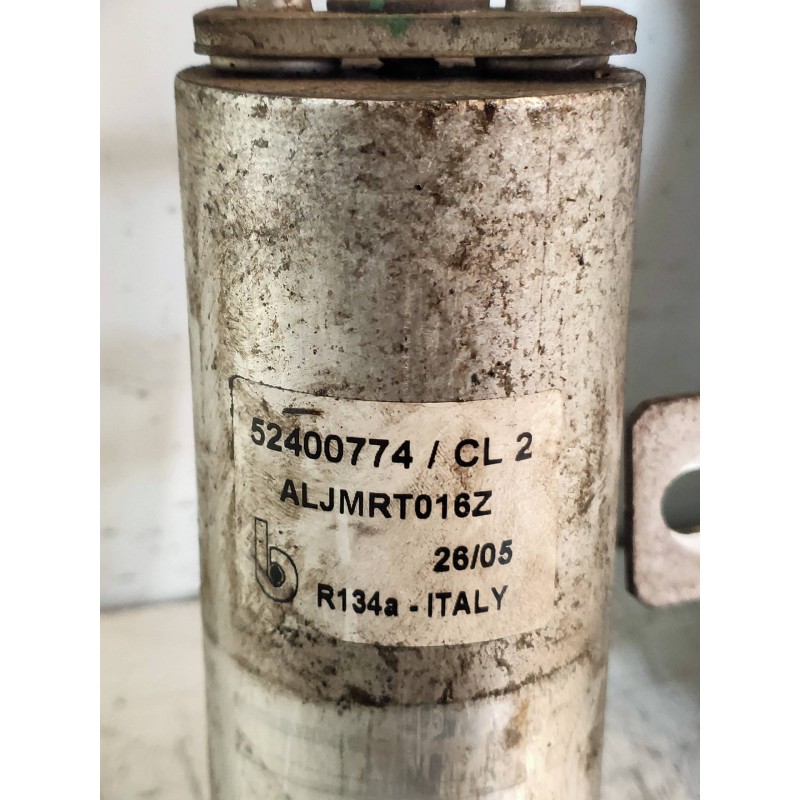 52400774 / CL 2
ALJMRT016Z
26/05
b
R134a - ITALY